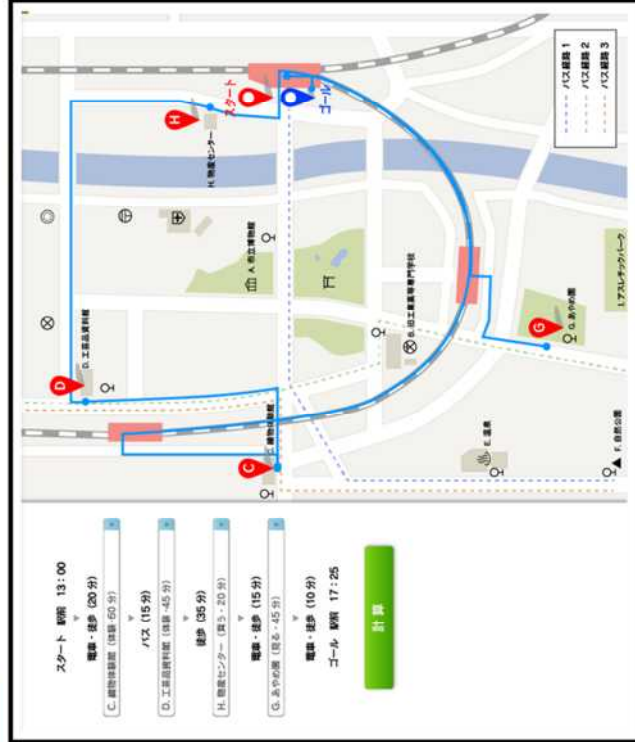 スタート 駅前 13：00
電車・徒歩 (20分)
C. 織物体験館 (体験・60分)
バス (15分)
D. 工芸品資料館 (体験・45分)
徒歩 (35分)
H. 物産センター (買う・20分)
電車・徒歩 (15分)
G. あやめ園 (見る・45分)
電車・徒歩 (10分)
ゴール 駅前 17：25
計算
D
D. 工芸品資料館
H
H. 物産センター
スタート
ゴール
A. 市立博物館
C
C. 織物体験館
B. 旧工業高等専門学校
E. 温泉
G
G. あやめ園
F. 自然公園
I. アスレチックパーク
バス経路 1
バス経路 2
バス経路 3